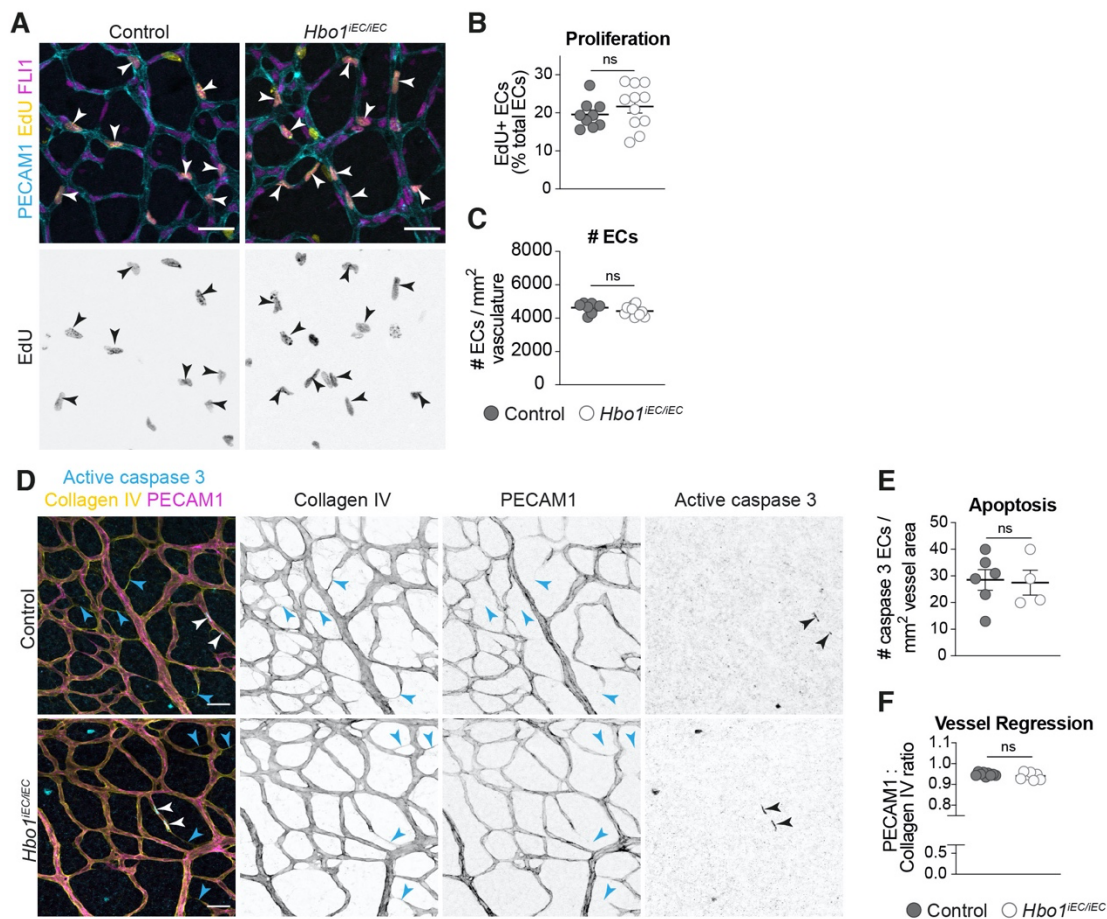 A
Control
Hbo1iEC/iEC
PECAM1 EdU FLI1
EdU
B
Proliferation
ns
30
20
10
0
EdU+ ECs
(% total ECs)
C
# ECs
ns
8000
6000
4000
2000
0
# ECs / mm2
vasculature
Control Hbo1iEC/iEC
D
Active caspase 3
Collagen IV PECAM1
Collagen IV
PECAM1
Active caspase 3
Control
Hbo1iEC/iEC
E
Apoptosis
ns
50
40
30
20
10
0
# caspase 3 ECs /
mm2 vessel area
F
Vessel Regression
ns
1.1
1.0
0.9
0.8
0.5
0.0
PECAM1 :
Collagen IV ratio
Control Hbo1iEC/iEC